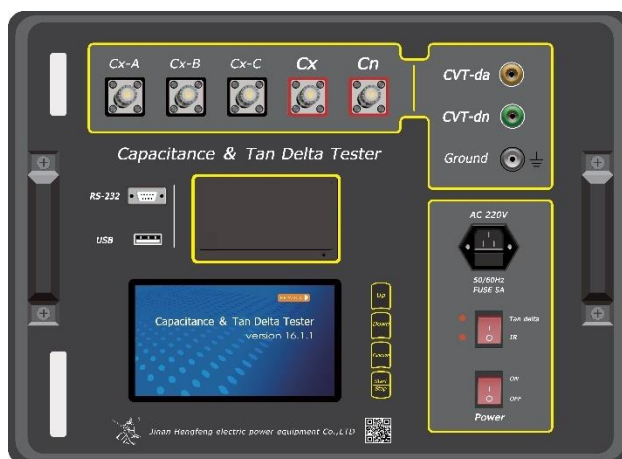 Cx-A Cx-B Cx-C Cx Cn
CVT-da
CVT-dn
Ground
Capacitance & Tan Delta Tester
RS-232
USB
AC 220V
50/60Hz
FUSE 5A
Capacitance & Tan Delta Tester
version 16.1.1
Up
Down
Start
Stop
Tan delta
IR
ON
OFF
Power
Jinan Hengfeng electric power equipment Co.,LTD